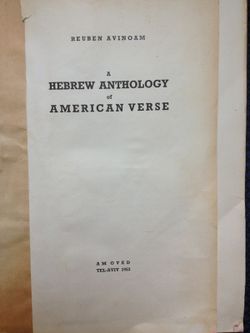 REUBEN AVINOAM
A
HEBREW ANTHOLOGY
of
AMERICAN VERSE
AM OVED
TEL-AVIV 1953